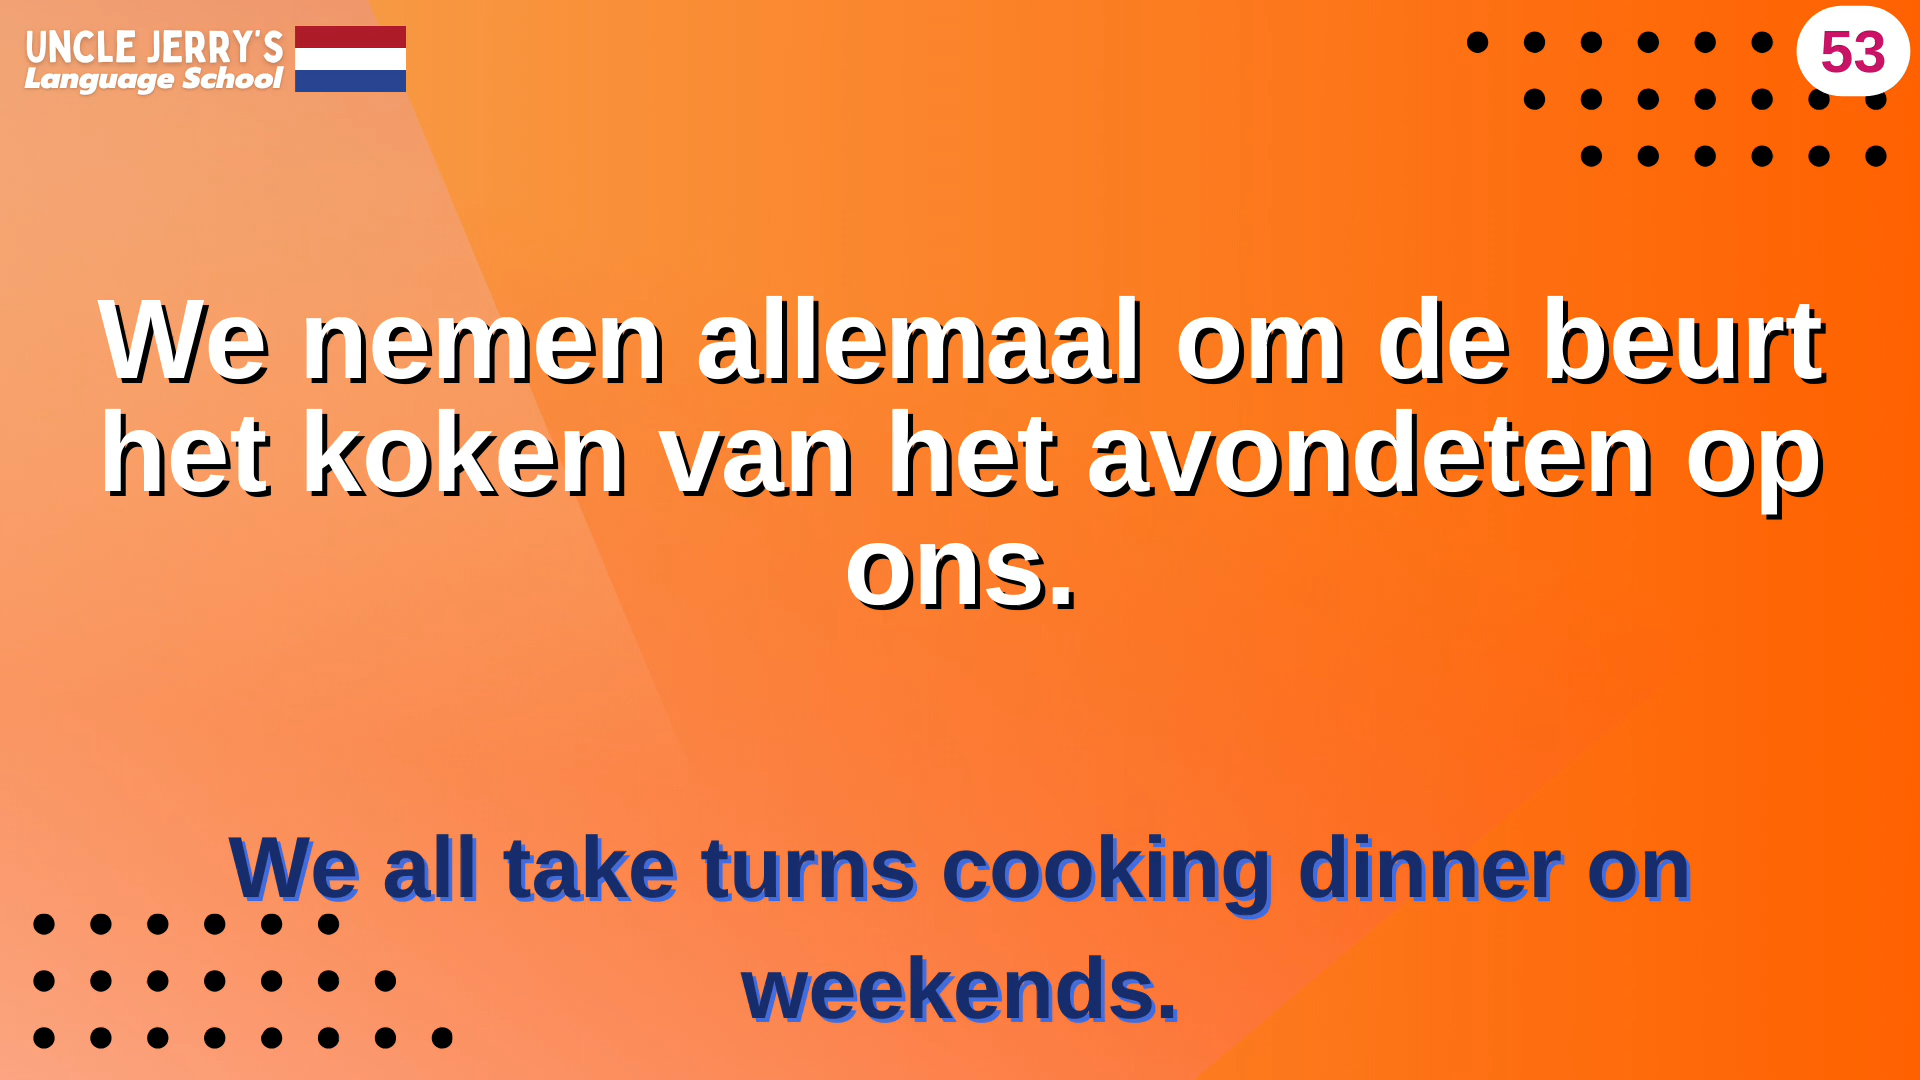 UNCLE JERRY'S
Language School
53
We nemen allemaal om de beurt
het koken van het avondeten op
ons.
We all take turns cooking dinner on
weekends.